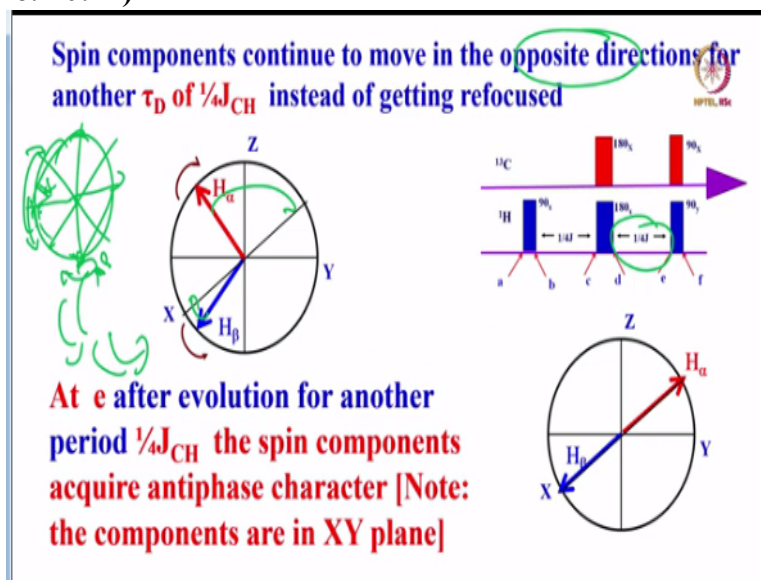 Spin components continue to move in the opposite directions for
another τD of ¼JCH instead of getting refocused
HPTEL, IISc
Z
Hα
Y
X
Hβ
13C
180x
90x
1H
90x
1/4J
180x
1/4J
90y
a b c d e f
At e after evolution for another
period ¼JCH the spin components
acquire antiphase character [Note:
the components are in XY plane]
Z
Hα
Y
Hβ
X